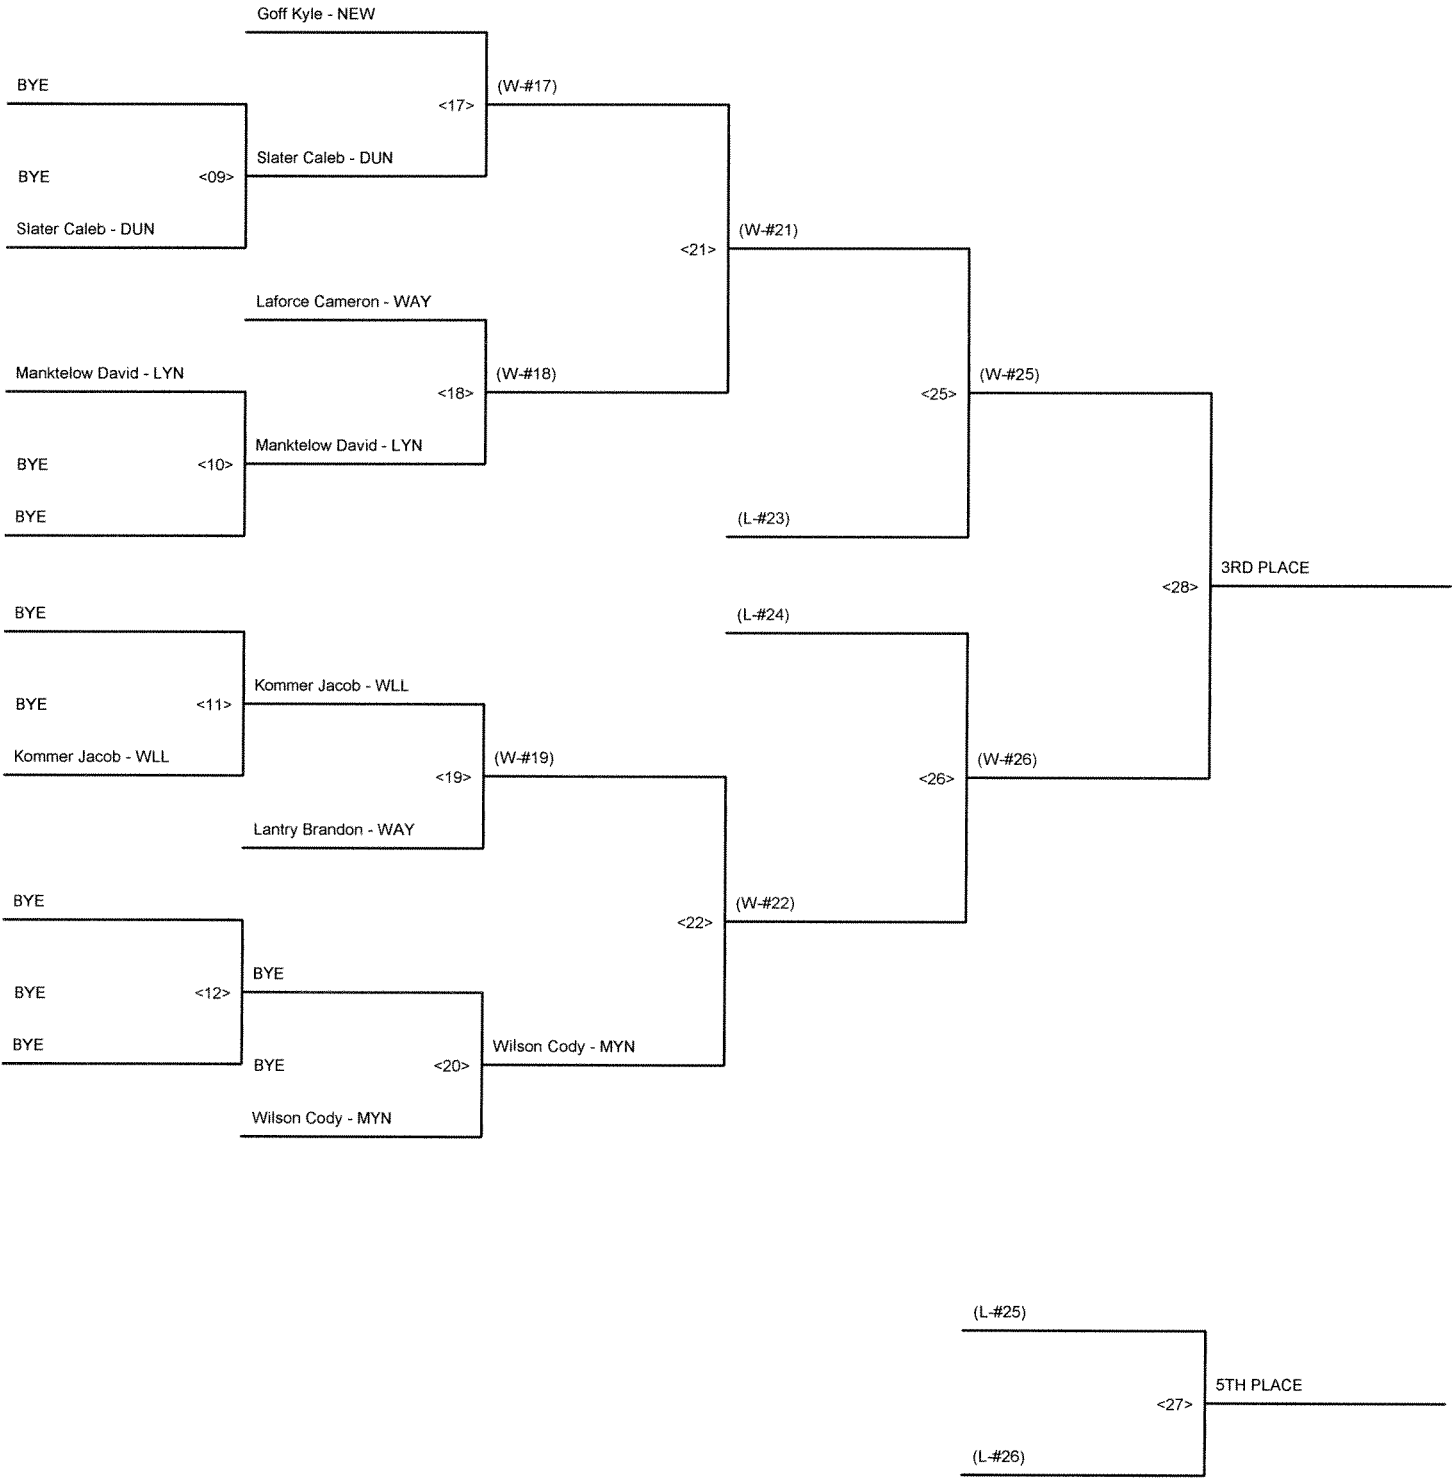 Goff Kyle - NEW
BYE
(W-#17)
<17>
Slater Caleb - DUN
BYE
<09>
Slater Caleb - DUN
(W-#21)
<21>
Laforce Cameron - WAY
Manktelow David - LYN
(W-#18)
(W-#25)
<18>
<25>
Manktelow David - LYN
BYE
<10>
BYE
(L-#23)
3RD PLACE
<28>
BYE
(L-#24)
Kommer Jacob - WLL
BYE
<11>
Kommer Jacob - WLL
(W-#19)
(W-#26)
<19>
<26>
Lantry Brandon - WAY
BYE
(W-#22)
<22>
BYE
BYE
<12>
BYE
Wilson Cody - MYN
BYE
<20>
Wilson Cody - MYN
(L-#25)
5TH PLACE
<27>
(L-#26)